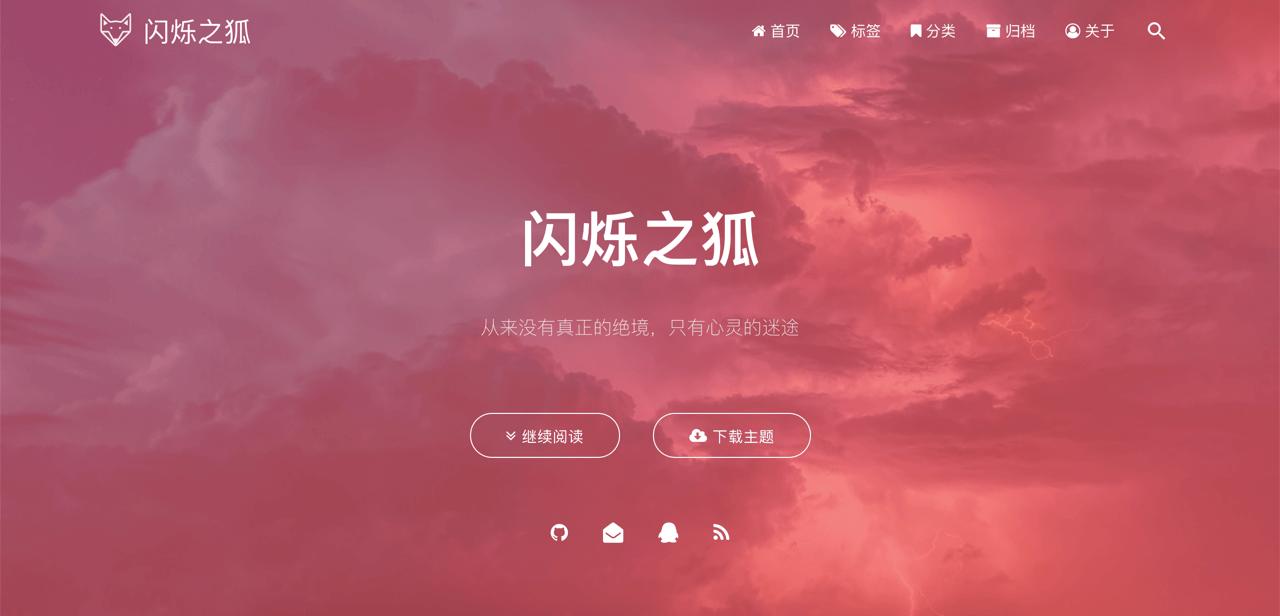 闪烁之狐
首页 标签 分类 归档 关于
闪烁之狐
从来没有真正的绝境，只有心灵的迷途
继续阅读 下载主题